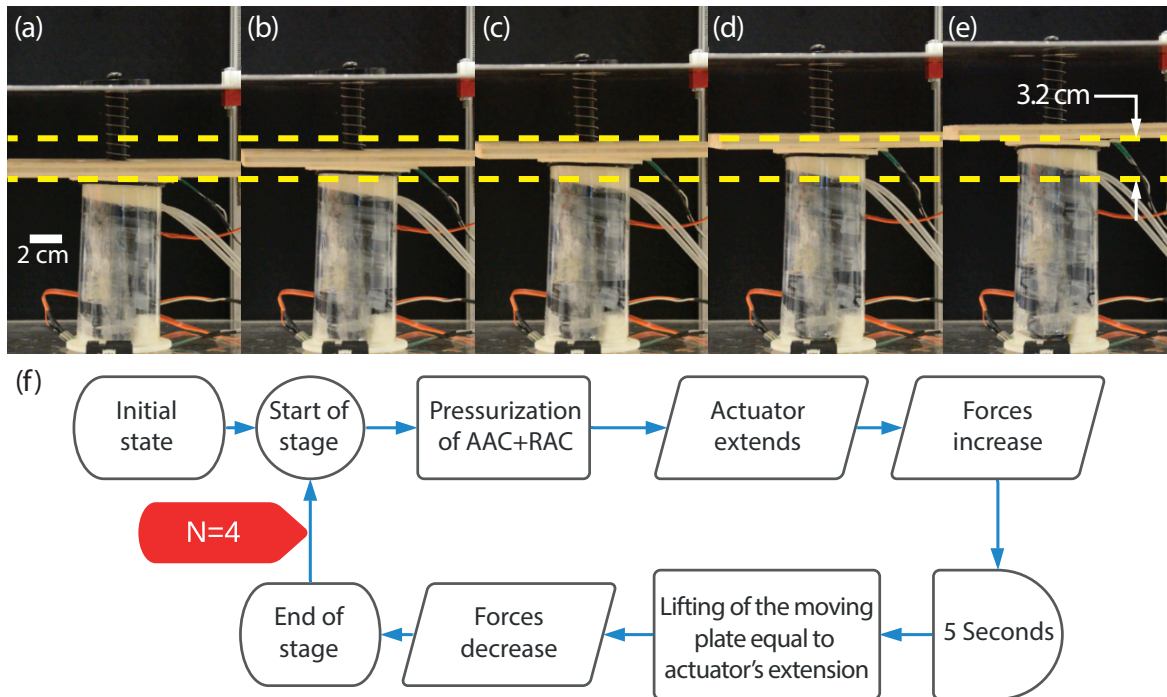 (a)
(b)
(c)
(d)
(e)
3.2 cm
2 cm
(f)
Initial
state
Start of
stage
Pressurization
of AAC+RAC
Actuator
extends
Forces
increase
N=4
End of
stage
Forces
decrease
Lifting of the moving
plate equal to
actuator’s extension
5 Seconds